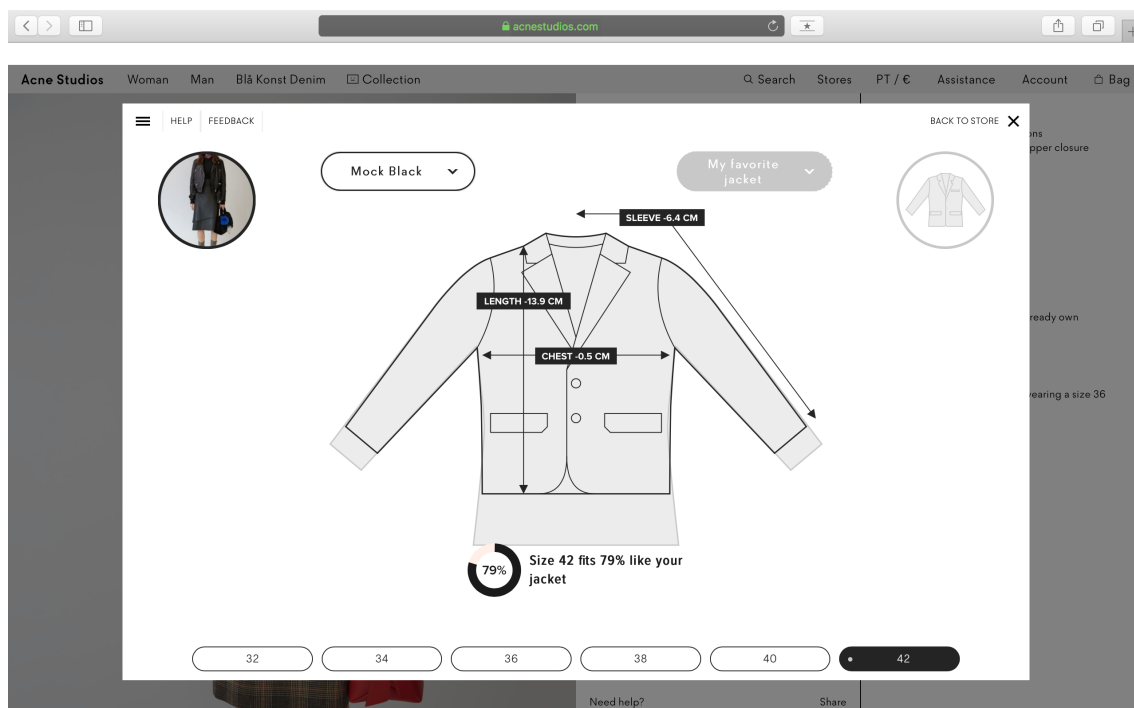 acnestudios.com
Acne Studios Woman Man Blå Konst Denim Collection Search Stores PT / € Assistance Account Bag
HELP FEEDBACK BACK TO STORE
Mock Black
My favorite
jacket
pper closure
SLEEVE -6.4 CM
LENGTH -13.9 CM
ready own
CHEST -0.5 CM
earing a size 36
79%
Size 42 fits 79% like your
jacket
32 34 36 38 40 42
Need help? Share